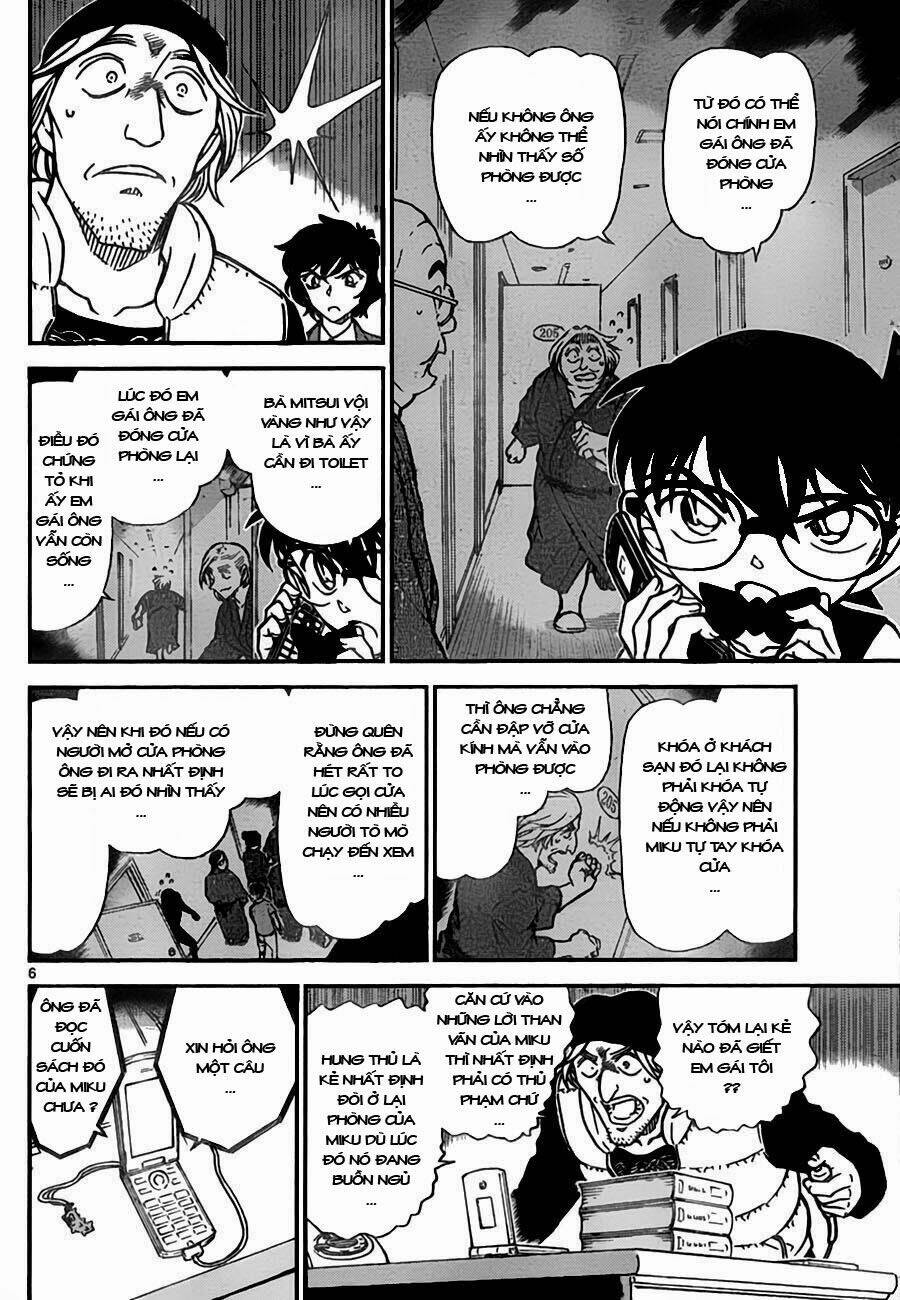 TỪ ĐÓ CÓ THỂ
NÓI CHÍNH EM
GÁI ÔNG ĐÃ
ĐÓNG CỬA
PHÒNG
...
NẾU KHÔNG ÔNG
ẤY KHÔNG THỂ
NHÌN THẤY SỐ
PHÒNG ĐƯỢC
...
205
BÀ MITSUI VỘI
VÀNG NHƯ VẬY
LÀ VÌ BÀ ẤY
CẦN ĐI TOILET
...
LÚC ĐÓ EM
GÁI ÔNG ĐÃ
ĐÓNG CỬA
PHÒNG LẠI
...
ĐIỀU ĐÓ
CHỨNG
TỎ KHI
ẤY EM
GÁI ÔNG
VẪN CÒN
SỐNG
...
KHÓA Ở KHÁCH
SẠN ĐÓ LẠI KHÔNG
PHẢI KHÓA TỰ
ĐỘNG VẬY NÊN
NẾU KHÔNG PHẢI
MIKU TỰ TAY KHÓA
CỬA
...
THÌ ÔNG CHẲNG
CẦN ĐẬP VỠ CỬA
KÍNH MÀ VẪN VÀO
PHÒNG ĐƯỢC
...
205
ĐỪNG QUÊN
RẰNG ÔNG ĐÃ
HÉT RẤT TO
LÚC GỌI CỬA
NÊN CÓ NHIỀU
NGƯỜI TÒ MÒ
CHẠY ĐẾN XEM
...
VẬY NÊN KHI ĐÓ NẾU CÓ
NGƯỜI MỞ CỬA PHÒNG
ÔNG ĐI RA NHẤT ĐỊNH
SẼ BỊ AI ĐÓ NHÌN THẤY
...
6
VẬY TÓM LẠI KẺ
NÀO ĐÃ GIẾT
EM GÁI TÔI
??
CĂN CỨ VÀO
NHỮNG LỜI THAN
VÃN CỦA MIKU
THÌ NHẤT ĐỊNH
PHẢI CÓ THỦ
PHẠM CHỨ
...
HUNG THỦ LÀ
KẺ NHẤT ĐỊNH
ĐÒI Ở LẠI
PHÒNG CỦA
MIKU DÙ LÚC
ĐÓ NÓ ĐANG
BUỒN NGỦ
...
XIN HỎI ÔNG
MỘT CÂU
...
ÔNG ĐÃ
ĐỌC
CUỐN
SÁCH ĐÓ
CỦA MIKU
CHƯA ?